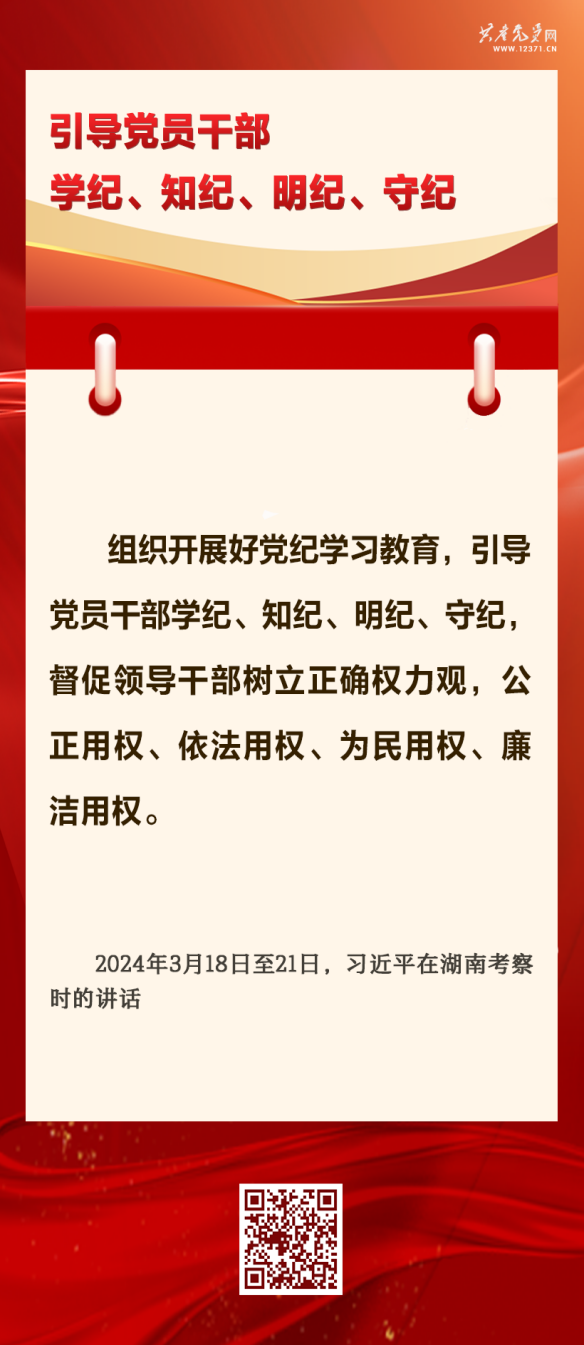 共产党员网
WWW.12371.CN
引导党员干部
学纪、知纪、明纪、守纪
组织开展好党纪学习教育，引导
党员干部学纪、知纪、明纪、守纪，
督促领导干部树立正确权力观，公
正用权、依法用权、为民用权、廉
洁用权。
2024年3月18日至21日，习近平在湖南考察
时的讲话